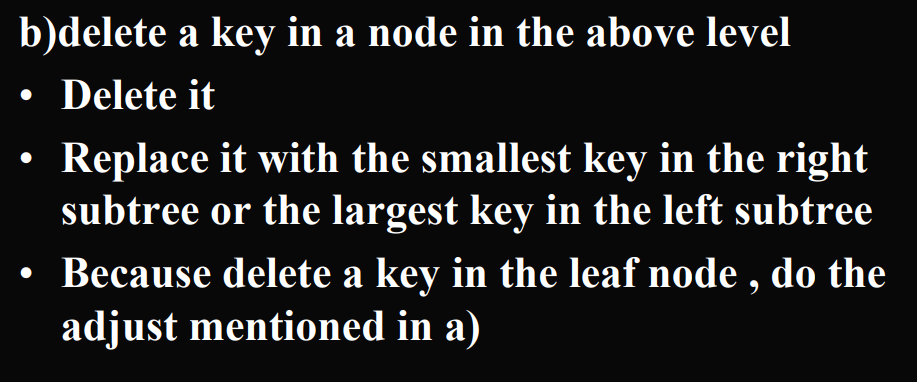 b)delete a key in a node in the above level
• Delete it
• Replace it with the smallest key in the right
subtree or the largest key in the left subtree
• Because delete a key in the leaf node , do the
adjust mentioned in a)